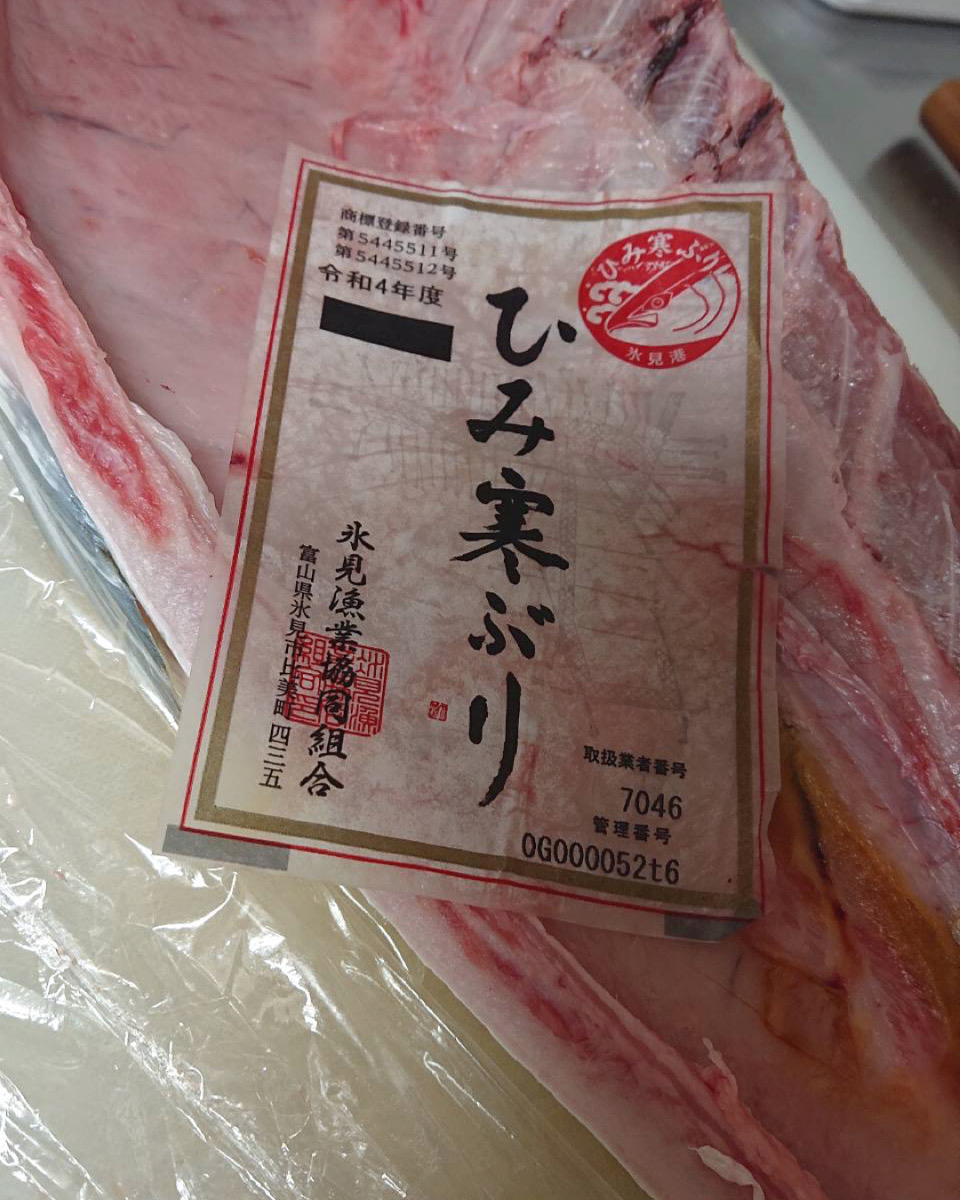 商標登録番号
第5445511号
第5445512号
令和4年度
ひみ寒ぶり
氷見港
ひみ寒ぶり
氷見漁業協同組合
富山県氷見市比美町四三五
取扱業者番号
7046
管理番号
0G000052t6